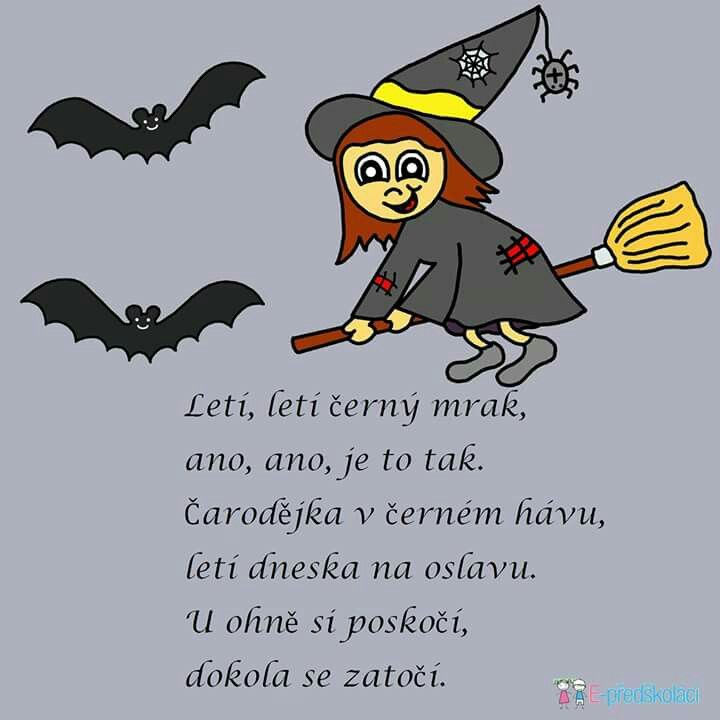 Letí, letí černý mrak,
ano, ano, je to tak.
Čarodějka v černém hávu,
letí dneska na oslavu.
U ohně si poskočí,
dokola se zatočí.
E-předškoláci